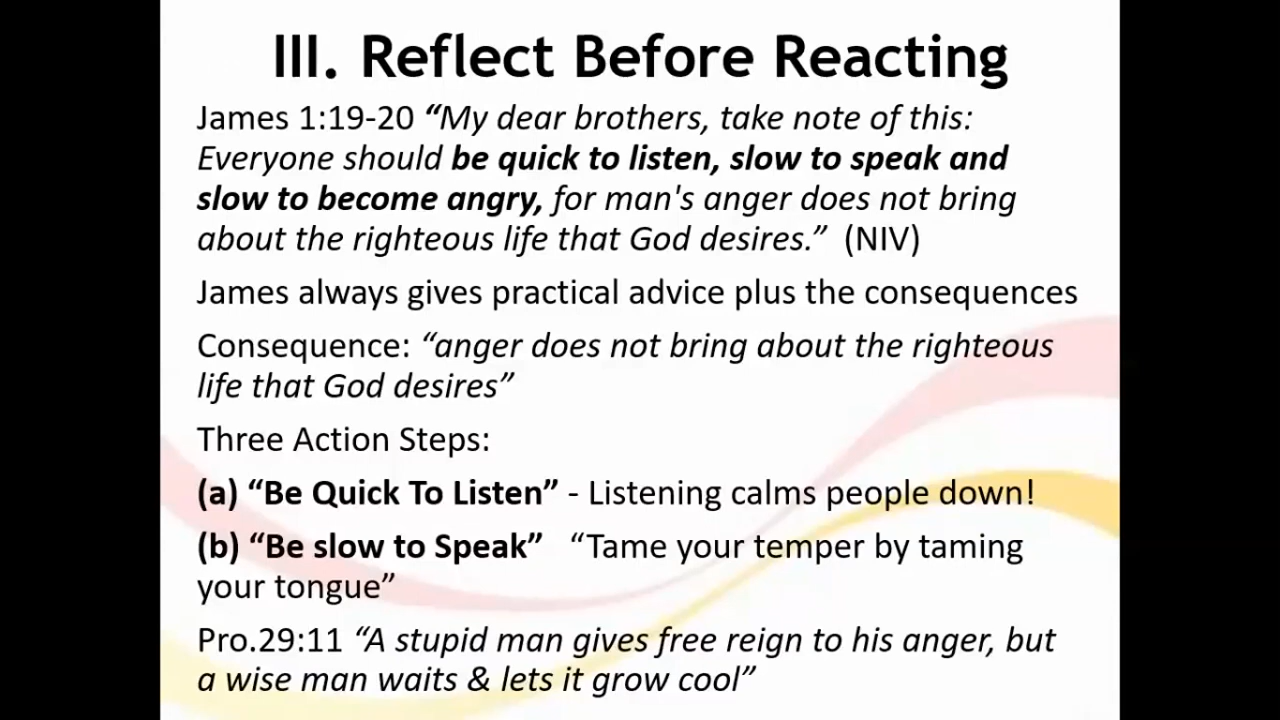 III. Reflect Before Reacting
James 1:19-20 “My dear brothers, take note of this:
Everyone should be quick to listen, slow to speak and
slow to become angry, for man's anger does not bring
about the righteous life that God desires.” (NIV)
James always gives practical advice plus the consequences
Consequence: “anger does not bring about the righteous
life that God desires”
Three Action Steps:
(a) “Be Quick To Listen” - Listening calms people down!
(b) “Be slow to Speak” “Tame your temper by taming
your tongue”
Pro.29:11 “A stupid man gives free reign to his anger, but
a wise man waits & lets it grow cool”